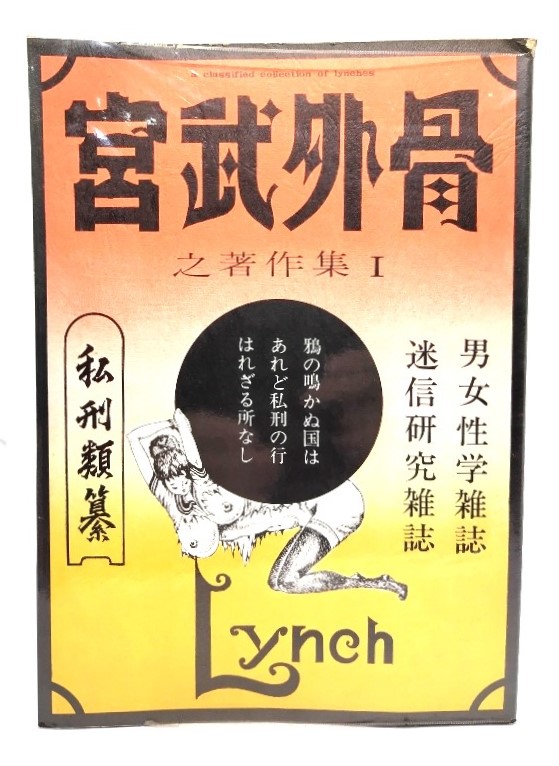 a classified collection of lynches
宮武外骨
之著作集 I
男女性学雑誌
迷信研究雑誌
鴉の鳴かぬ国は
あれど私刑の行
はれざる所なし
私刑類纂
Lynch